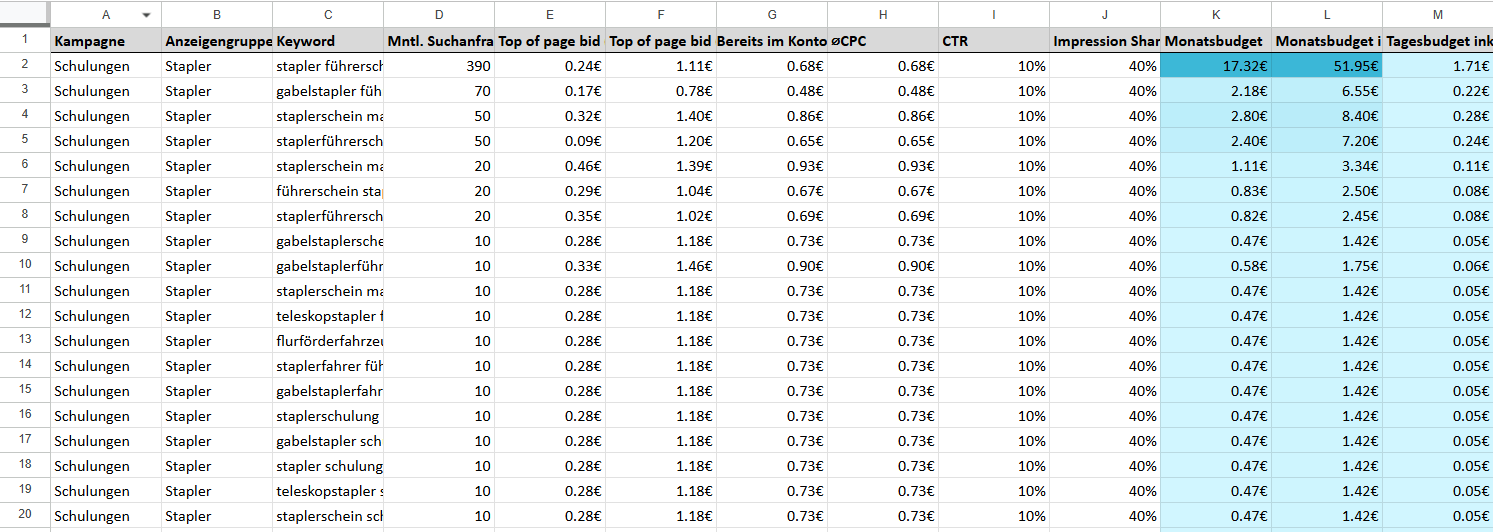 A B C D E F G H I J K L M
1 Kampagne Anzeigengruppe Keyword Mntl. Suchanfra Top of page bid Top of page bid Bereits im Konto øCPC CTR Impression Shar Monatsbudget Monatsbudget i Tagesbudget ink
2 Schulungen Stapler stapler führersch 390 0.24€ 1.11€ 0.68€ 0.68€ 10% 40% 17.32€ 51.95€ 1.71€
3 Schulungen Stapler gabelstapler füh 70 0.17€ 0.78€ 0.48€ 0.48€ 10% 40% 2.18€ 6.55€ 0.22€
4 Schulungen Stapler staplerschein ma 50 0.32€ 1.40€ 0.86€ 0.86€ 10% 40% 2.80€ 8.40€ 0.28€
5 Schulungen Stapler staplerführersch 50 0.09€ 1.20€ 0.65€ 0.65€ 10% 40% 2.40€ 7.20€ 0.24€
6 Schulungen Stapler staplerschein ma 20 0.46€ 1.39€ 0.93€ 0.93€ 10% 40% 1.11€ 3.34€ 0.11€
7 Schulungen Stapler führerschein stap 20 0.29€ 1.04€ 0.67€ 0.67€ 10% 40% 0.83€ 2.50€ 0.08€
8 Schulungen Stapler staplerführersch 20 0.35€ 1.02€ 0.69€ 0.69€ 10% 40% 0.82€ 2.45€ 0.08€
9 Schulungen Stapler gabelstaplersche 10 0.28€ 1.18€ 0.73€ 0.73€ 10% 40% 0.47€ 1.42€ 0.05€
10 Schulungen Stapler gabelstaplerführ 10 0.33€ 1.46€ 0.90€ 0.90€ 10% 40% 0.58€ 1.75€ 0.06€
11 Schulungen Stapler staplerschein ma 10 0.28€ 1.18€ 0.73€ 0.73€ 10% 40% 0.47€ 1.42€ 0.05€
12 Schulungen Stapler teleskopstapler f 10 0.28€ 1.18€ 0.73€ 0.73€ 10% 40% 0.47€ 1.42€ 0.05€
13 Schulungen Stapler flurförderfahrzeu 10 0.28€ 1.18€ 0.73€ 0.73€ 10% 40% 0.47€ 1.42€ 0.05€
14 Schulungen Stapler staplerfahrer füh 10 0.28€ 1.18€ 0.73€ 0.73€ 10% 40% 0.47€ 1.42€ 0.05€
15 Schulungen Stapler gabelstaplerfahr 10 0.28€ 1.18€ 0.73€ 0.73€ 10% 40% 0.47€ 1.42€ 0.05€
16 Schulungen Stapler staplerschulung 10 0.28€ 1.18€ 0.73€ 0.73€ 10% 40% 0.47€ 1.42€ 0.05€
17 Schulungen Stapler gabelstapler sch 10 0.28€ 1.18€ 0.73€ 0.73€ 10% 40% 0.47€ 1.42€ 0.05€
18 Schulungen Stapler stapler schulung 10 0.28€ 1.18€ 0.73€ 0.73€ 10% 40% 0.47€ 1.42€ 0.05€
19 Schulungen Stapler teleskopstapler s 10 0.28€ 1.18€ 0.73€ 0.73€ 10% 40% 0.47€ 1.42€ 0.05€
20 Schulungen Stapler staplerschein sch 10 0.28€ 1.18€ 0.73€ 0.73€ 10% 40% 0.47€ 1.42€ 0.05€